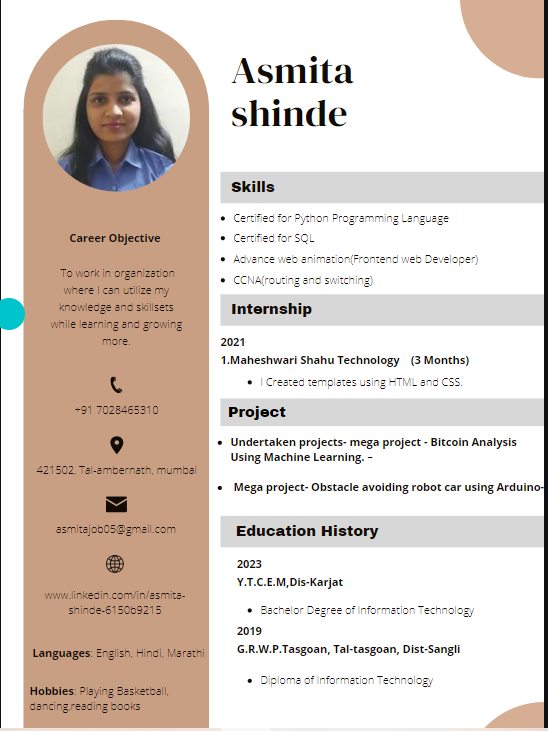 Asmita
shinde
Career Objective
To work in organization
where I can utilize my
knowledge and skillsets
while learning and growing
more.
+91 7028465310
421502, Tal-ambernath, mumbai
asmitajob05@gmail.com
www.linkedin.com/in/asmita-
shinde-6150b9215
Languages: English, Hindi, Marathi
Hobbies: Playing Basketball,
dancing,reading books
Skills
Certified for Python Programming Language
Certified for SQL
Advance web animation(Frontend web Developer)
CCNA(routing and switching)
Internship
2021
1.Maheshwari Shahu Technology (3 Months)
I Created templates using HTML and CSS.
Project
Undertaken projects- mega project - Bitcoin Analysis
Using Machine Learning. –
Mega project- Obstacle avoiding robot car using Arduino-
Education History
2023
Y.T.C.E.M,Dis-Karjat
Bachelor Degree of Information Technology
2019
G.R.W.P.Tasgoan, Tal-tasgoan, Dist-Sangli
Diploma of Information Technology